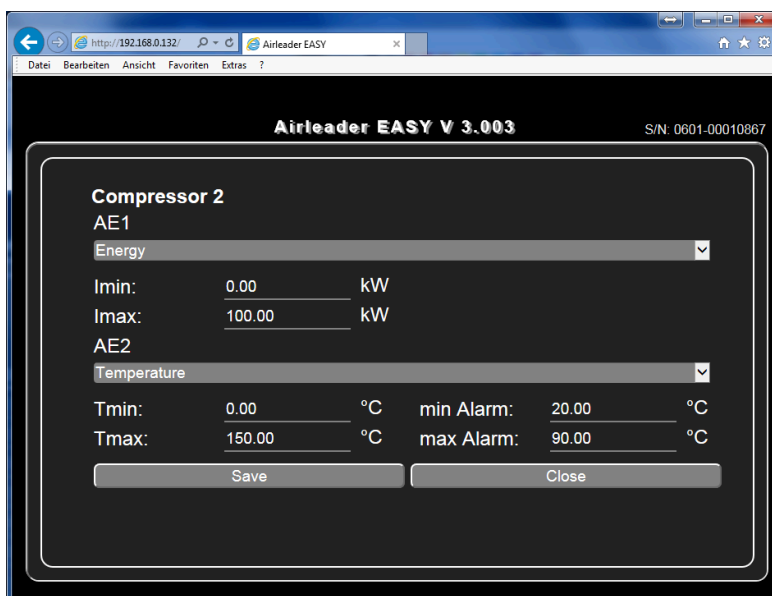 http://192.168.0.132/ Airleader EASY
Datei Bearbeiten Ansicht Favoriten Extras ?
Airleader EASY V 3.003
S/N: 0601-00010867
Compressor 2
AE1
Energy
Imin: 0.00 kW
Imax: 100.00 kW
AE2
Temperature
Tmin: 0.00 °C min Alarm: 20.00 °C
Tmax: 150.00 °C max Alarm: 90.00 °C
Save Close